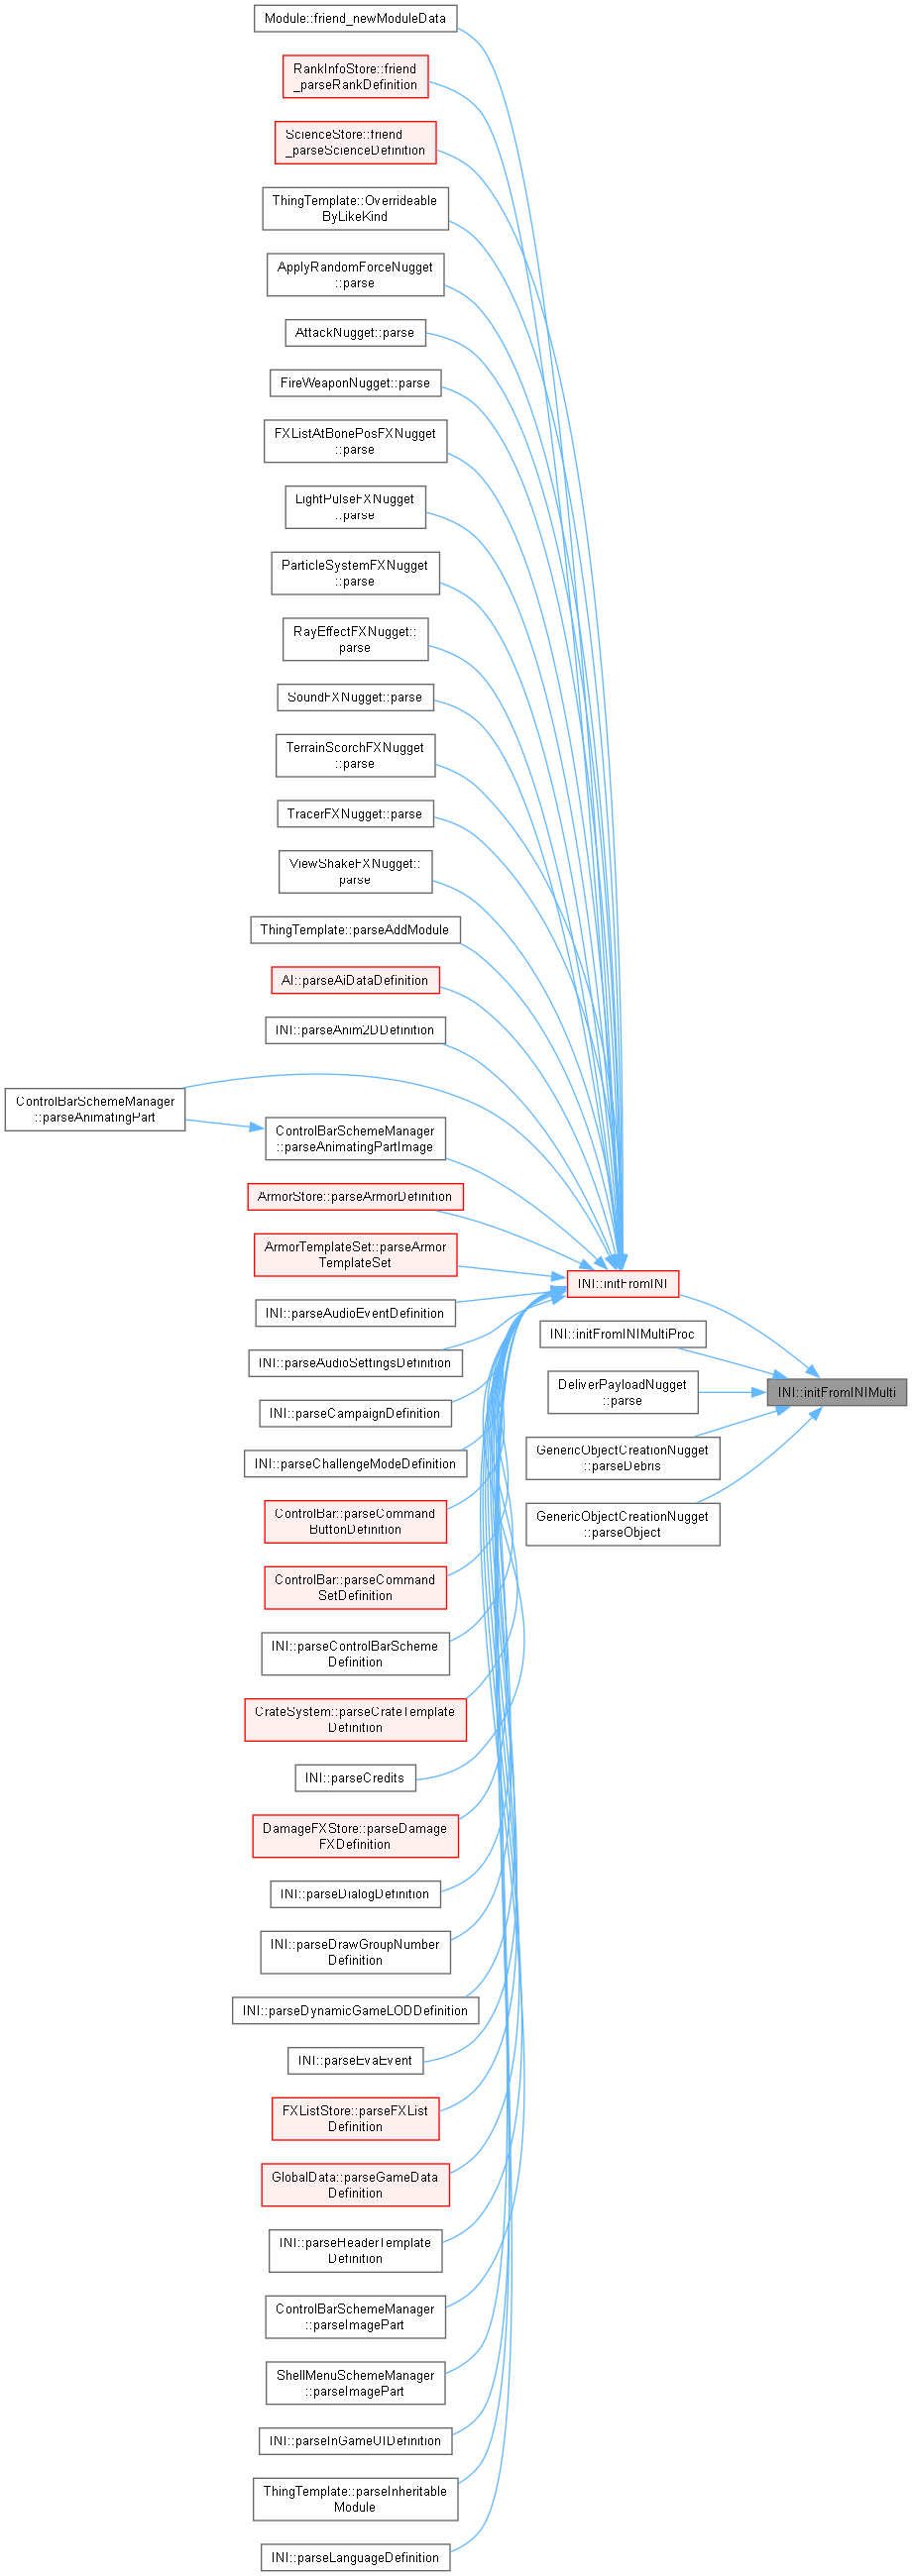 Module::friend_newModuleData
RankInfoStore::friend
_parseRankDefinition
ScienceStore::friend
_parseScienceDefinition
ThingTemplate::Overrideable
ByLikeKind
ApplyRandomForceNugget
::parse
AttackNugget::parse
FireWeaponNugget::parse
FXListAtBonePosFXNugget
::parse
LightPulseFXNugget
::parse
ParticleSystemFXNugget
::parse
RayEffectFXNugget::
parse
SoundFXNugget::parse
TerrainScorchFXNugget
::parse
TracerFXNugget::parse
ViewShakeFXNugget::
parse
ThingTemplate::parseAddModule
AI::parseAiDataDefinition
INI::parseAnim2DDefinition
ControlBarSchemeManager
::parseAnimatingPart
ControlBarSchemeManager
::parseAnimatingPartImage
ArmorStore::parseArmorDefinition
ArmorTemplateSet::parseArmor
TemplateSet
INI::initFromINI
INI::parseAudioEventDefinition
INI::initFromINIMultiProc
INI::parseAudioSettingsDefinition
DeliverPayloadNugget
::parse
INI::initFromINIMulti
INI::parseCampaignDefinition
GenericObjectCreationNugget
::parseDebris
INI::parseChallengeModeDefinition
ControlBar::parseCommand
ButtonDefinition
GenericObjectCreationNugget
::parseObject
ControlBar::parseCommand
SetDefinition
INI::parseControlBarScheme
Definition
CrateSystem::parseCrateTemplate
Definition
INI::parseCredits
DamageFXStore::parseDamage
FXDefinition
INI::parseDialogDefinition
INI::parseDrawGroupNumber
Definition
INI::parseDynamicGameLODDefinition
INI::parseEvaEvent
FXListStore::parseFXList
Definition
GlobalData::parseGameData
Definition
INI::parseHeaderTemplate
Definition
ControlBarSchemeManager
::parseImagePart
ShellMenuSchemeManager
::parseImagePart
INI::parseInGameUIDefinition
ThingTemplate::parseInheritable
Module
INI::parseLanguageDefinition